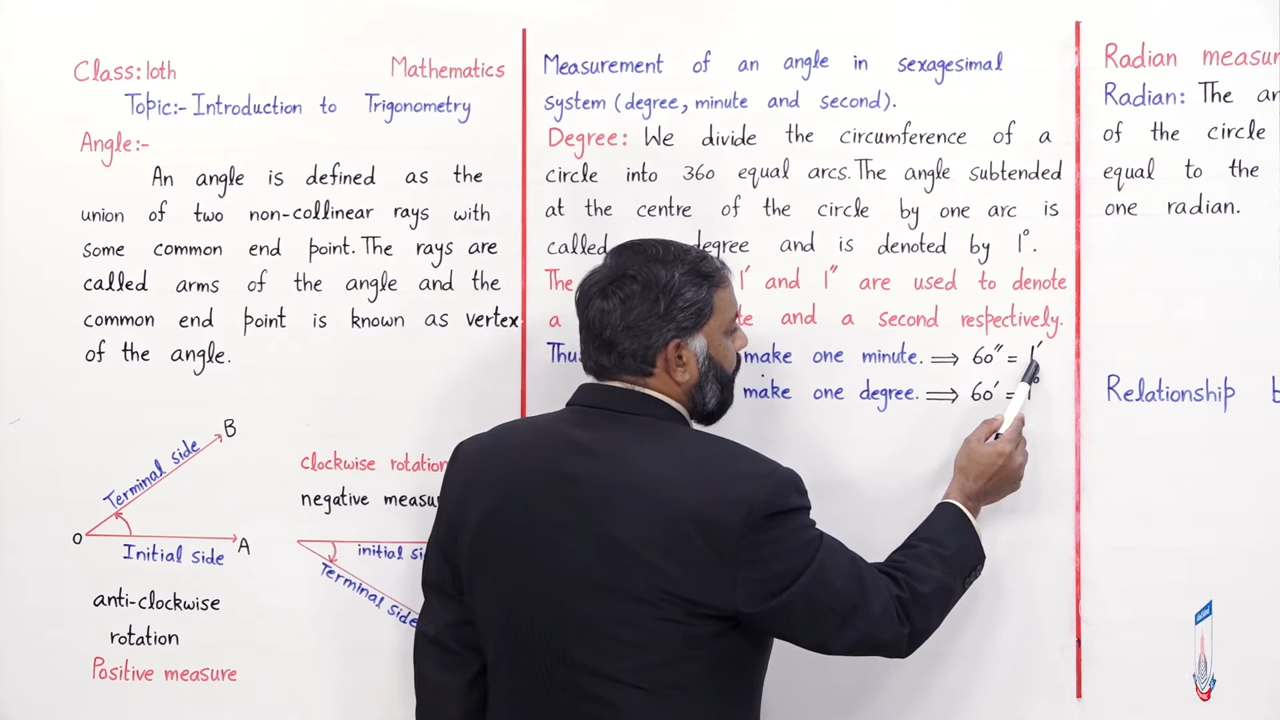 Class: 10th Mathematics
Topic:- Introduction to Trigonometry
Angle:-
An angle is defined as the
union of two non-collinear rays with
some common end point. The rays are
called arms of the angle and the
common end point is known as vertex
of the angle.
B
Terminal side
O
A
Initial side
anti-clockwise
rotation
Positive measure
clockwise rotation
negative measu
initial si
Terminal side
Measurement of an angle in sexagesimal
system (degree, minute and second).
Degree: We divide the circumference of a
circle into 360 equal arcs. The angle subtended
at the centre of the circle by one arc is
called degree and is denoted by 1°.
The 1′ and 1″ are used to denote
a te and a second respectively.
Thu make one minute. ⟹ 60″ = 1′
make one degree. ⟹ 60′ = 1°
Radian measur
Radian: The an
of the circle
equal to the
one radian.
Relationship b